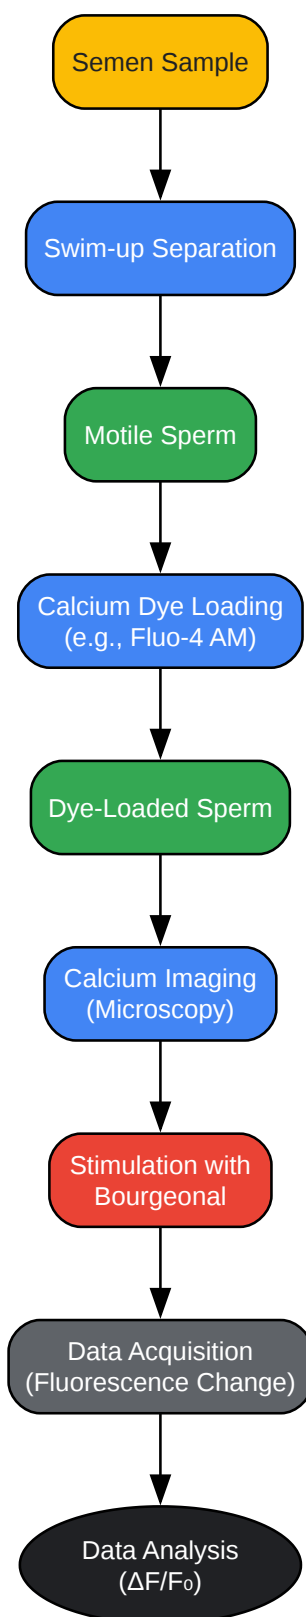 Semen Sample
Swim-up Separation
Motile Sperm
Calcium Dye Loading
(e.g., Fluo-4 AM)
Dye-Loaded Sperm
Calcium Imaging
(Microscopy)
Stimulation with
Bourgeonal
Data Acquisition
(Fluorescence Change)
Data Analysis
(ΔF/F₀)